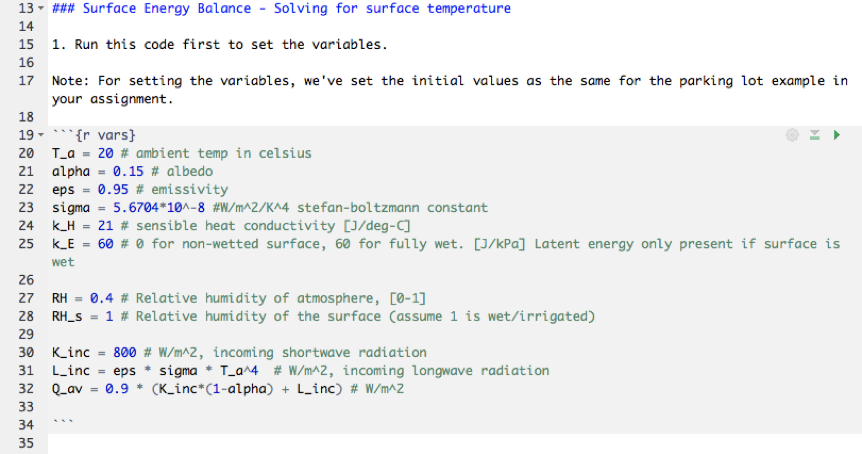 13 ### Surface Energy Balance - Solving for surface temperature
14
15 1. Run this code first to set the variables.
16
17 Note: For setting the variables, we've set the initial values as the same for the parking lot example in
your assignment.
18
19 ```{r vars}
20 T_a = 20 # ambient temp in celsius
21 alpha = 0.15 # albedo
22 eps = 0.95 # emissivity
23 sigma = 5.6704*10^-8 #W/m^2/K^4 stefan-boltzmann constant
24 k_H = 21 # sensible heat conductivity [J/deg-C]
25 k_E = 60 # 0 for non-wetted surface, 60 for fully wet. [J/kPa] Latent energy only present if surface is
wet
26
27 RH = 0.4 # Relative humidity of atmosphere, [0-1]
28 RH_s = 1 # Relative humidity of the surface (assume 1 is wet/irrigated)
29
30 K_inc = 800 # W/m^2, incoming shortwave radiation
31 L_inc = eps * sigma * T_a^4  # W/m^2, incoming longwave radiation
32 Q_av = 0.9 * (K_inc*(1-alpha) + L_inc) # W/m^2
33
34 ```
35